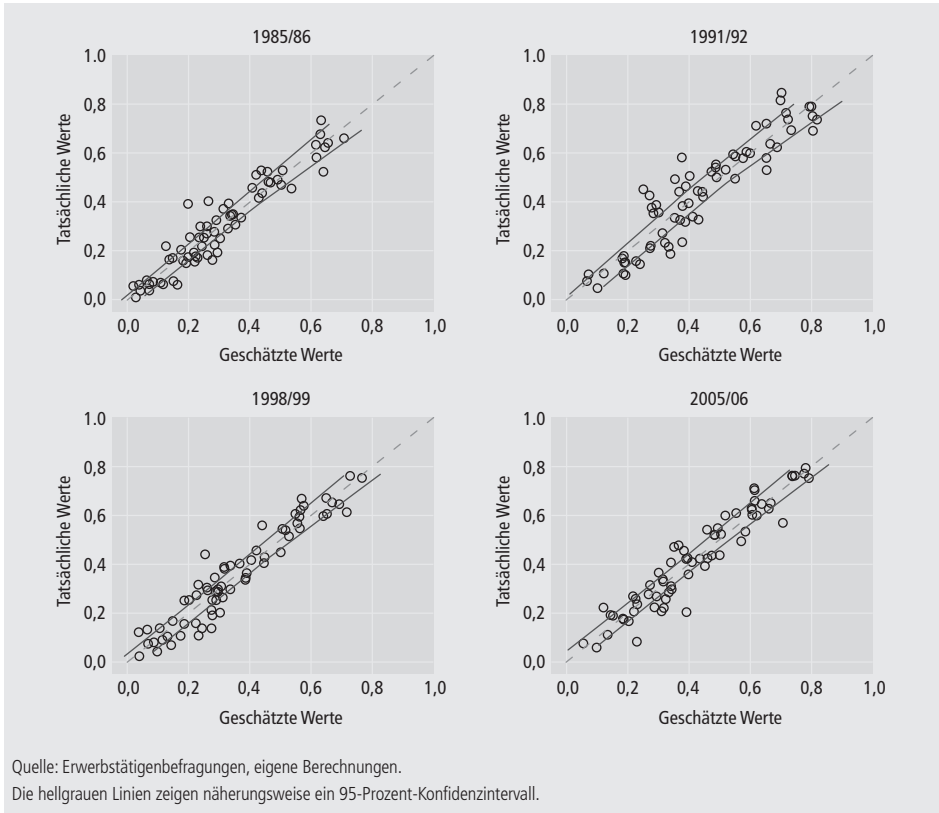 1985/86
1.0
0,8
0,6
0,4
0,2
0,0
Tatsächliche Werte
0,0 0,2 0,4 0,6 0,8 1,0
Geschätzte Werte
1991/92
1.0
0,8
0,6
0,4
0,2
0,0
Tatsächliche Werte
0,0 0,2 0,4 0,6 0,8 1,0
Geschätzte Werte
1998/99
1.0
0,8
0,6
0,4
0,2
0,0
Tatsächliche Werte
0,0 0,2 0,4 0,6 0,8 1,0
Geschätzte Werte
2005/06
1.0
0,8
0,6
0,4
0,2
0,0
Tatsächliche Werte
0,0 0,2 0,4 0,6 0,8 1,0
Geschätzte Werte
Quelle: Erwerbstätigenbefragungen, eigene Berechnungen.
Die hellgrauen Linien zeigen näherungsweise ein 95-Prozent-Konfidenzintervall.